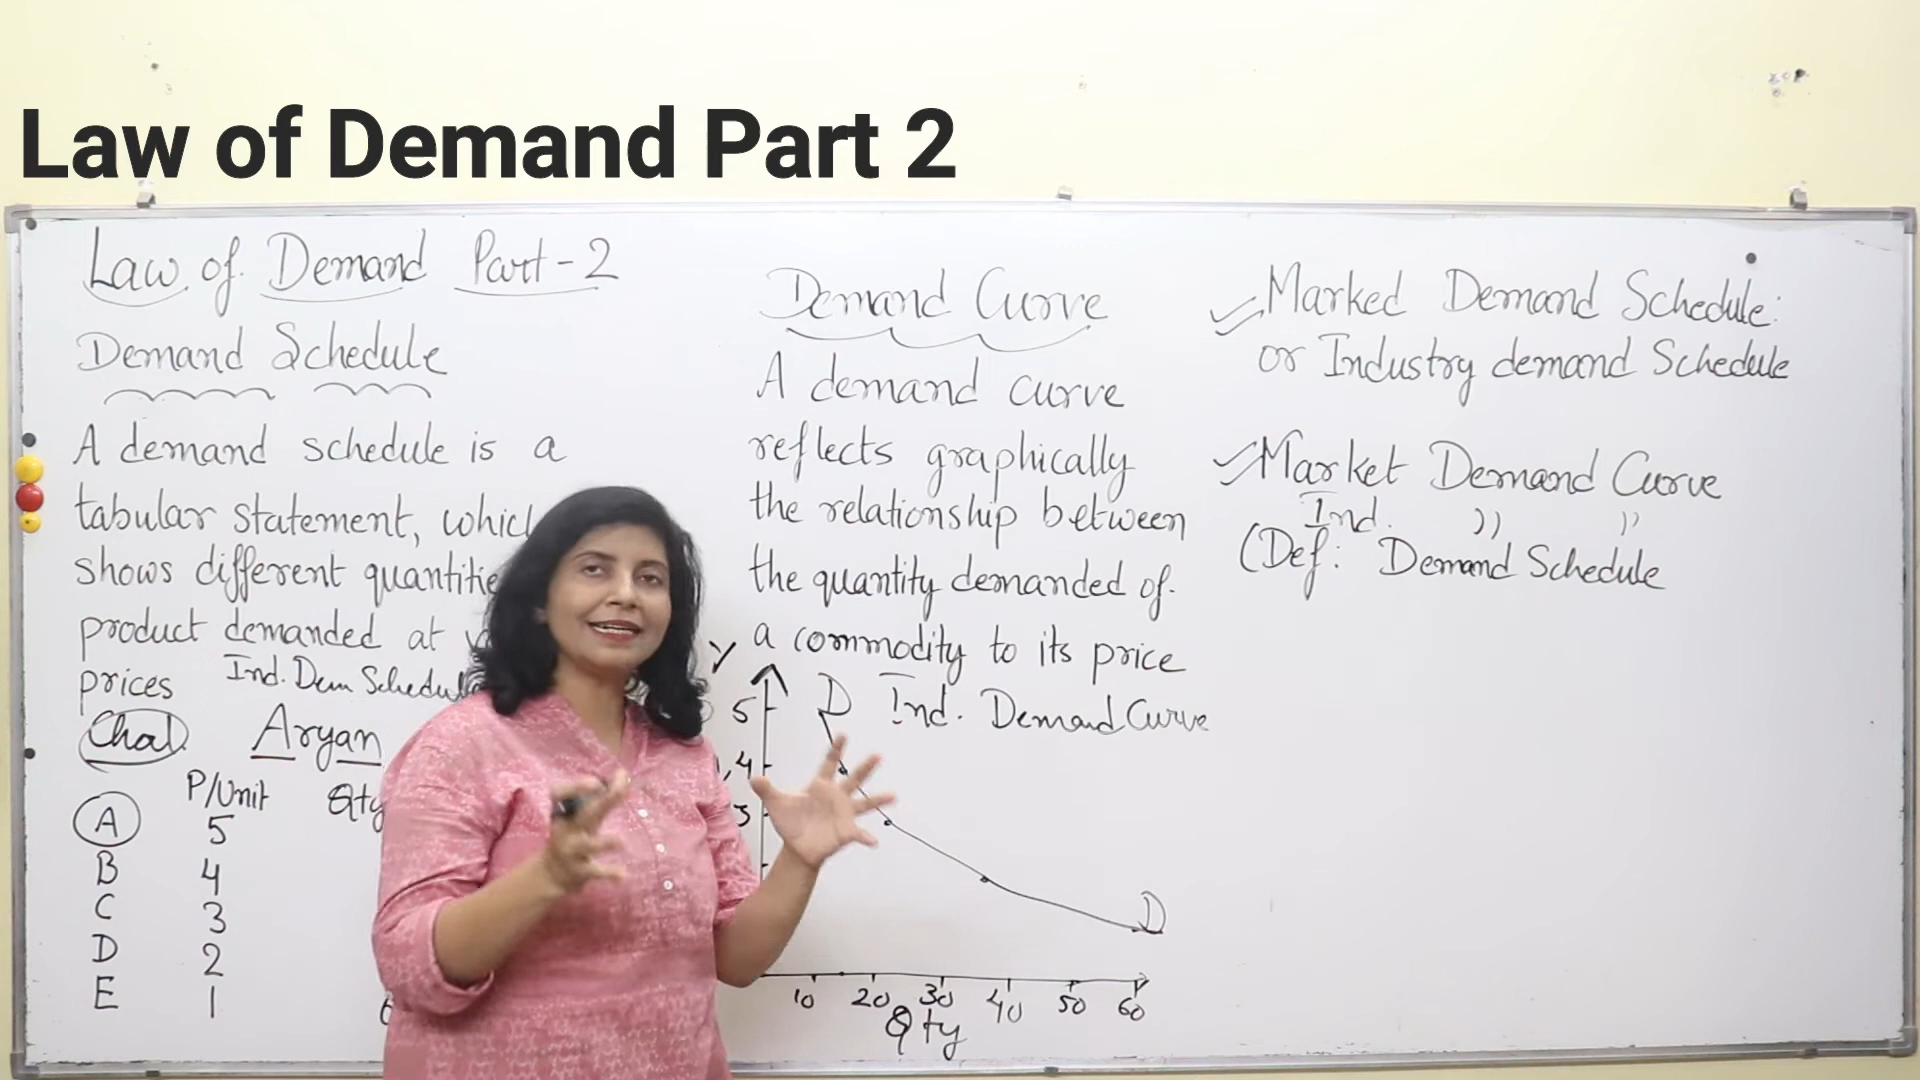 Law of Demand Part 2
Law of Demand Part-2
Demand Schedule
A demand schedule is a
tabular statement, which
shows different quantitie
product demanded at
prices
Ind. Dem Schedul
Chol Aryan
P/Unit Qty
A 5
B 4
C 3
D 2
E 1
Demand Curve
A demand curve
reflects graphically
the relationship between
the quantity demanded of.
a commodity to its price
Y
D Ind. Demand Curve
5
4
3
D
10 20 30 40 50 60
Qty
Marked Demand Schedule:
or Industry demand Schedule
Market Demand Curve
Ind. )) ))
(Def: Demand Schedule